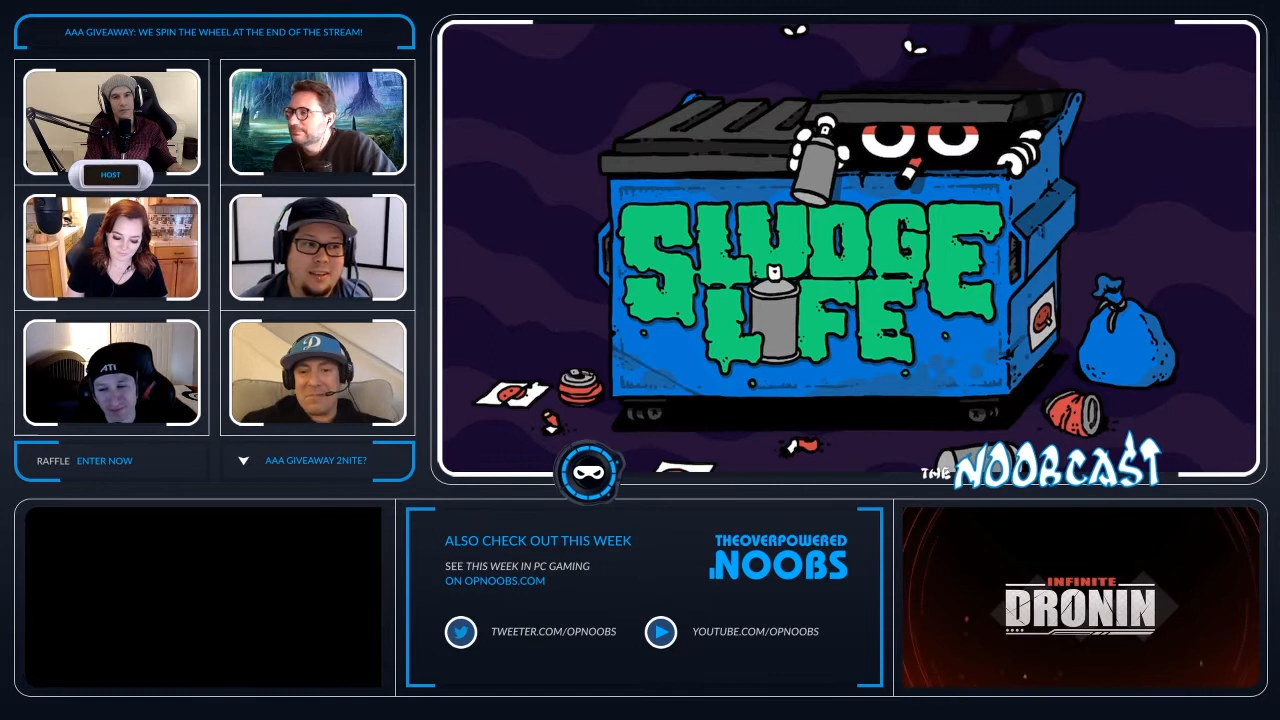 AAA GIVEAWAY: WE SPIN THE WHEEL AT THE END OF THE STREAM!
HOST
ATI
D
RAFFLE ENTER NOW
AAA GIVEAWAY 2NITE?
SLUDGE
LIFE
THE NOOBCAST
ALSO CHECK OUT THIS WEEK
SEE THIS WEEK IN PC GAMING
ON OPNOOBS.COM
THEOVERPOWERED
.NOOBS
TWEETER.COM/OPNOOBS
YOUTUBE.COM/OPNOOBS
INFINITE
DRONIN